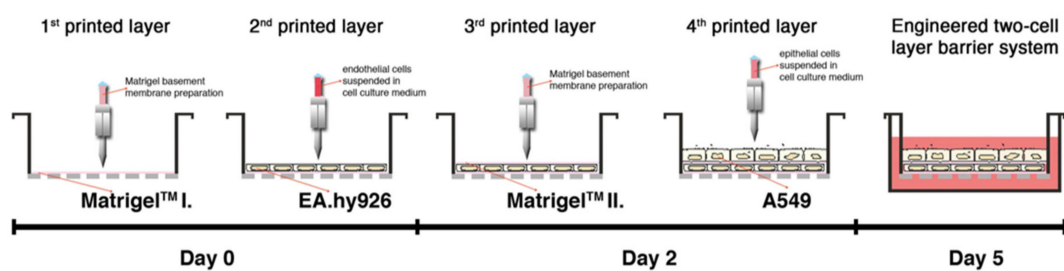 1st printed layer
Matrigel basement
membrane preparation
Matrigel™ I.
2nd printed layer
endothelial cells
suspended in
cell culture medium
EA.hy926
3rd printed layer
Matrigel basement
membrane preparation
Matrigel™ II.
4th printed layer
epithelial cells
suspended in
cell culture medium
A549
Engineered two-cell
layer barrier system
Day 0
Day 2
Day 5